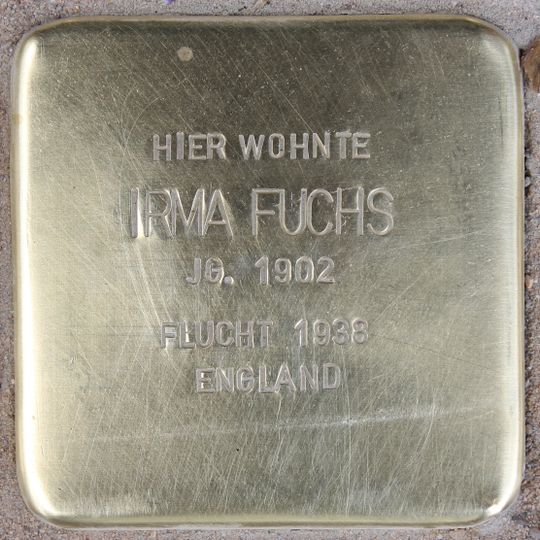 HIER WOHNTE
IRMA FUCHS
JG. 1902
FLUCHT 1938
ENGLAND